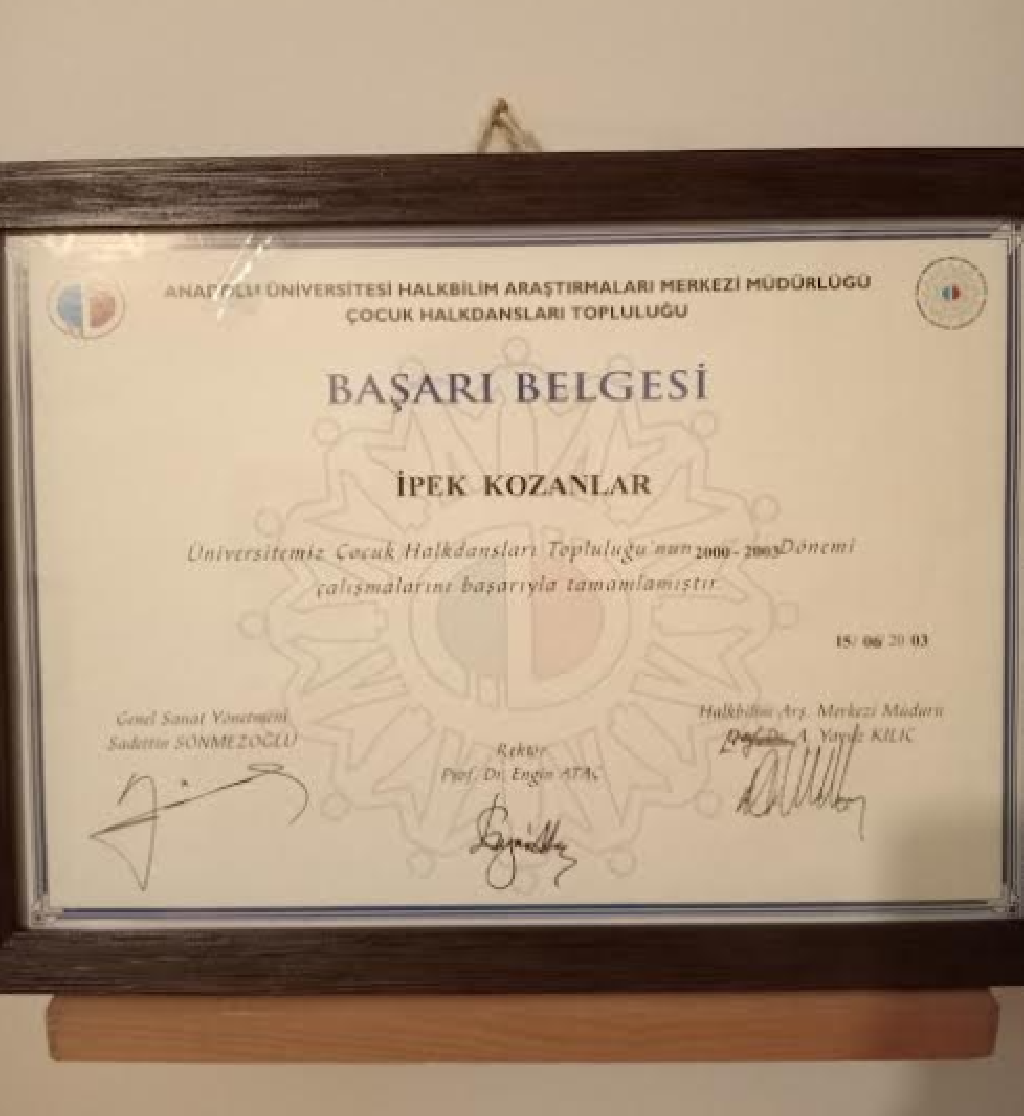 ANADOLU ÜNİVERSİTESİ HALKBİLİM ARAŞTIRMALARI MERKEZİ MÜDÜRLÜĞÜ
ÇOCUK HALKDANSLARI TOPLULUĞU
BAŞARI BELGESİ
İPEK KOZANLAR
Üniversitemiz Çocuk Halkdansları Topluluğu'nun 2000 - 2003 Dönemi
çalışmalarını başarıyla tamamlamıştır.
15/ 06/ 20 03
Genel Sanat Yönetmeni
Sadettin SÖNMEZOĞLU
Rektör
Prof. Dr. Engin ATAÇ
Halkbilim Arş. Merkezi Müdürü
A. Yavuz KILIÇ